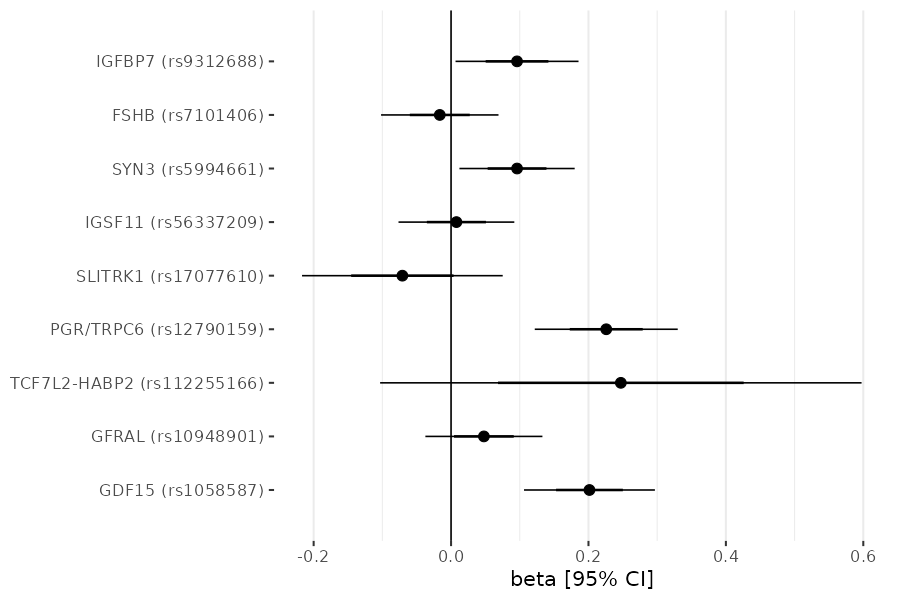 IGFBP7 (rs9312688)
FSHB (rs7101406)
SYN3 (rs5994661)
IGSF11 (rs56337209)
SLITRK1 (rs17077610)
PGR/TRPC6 (rs12790159)
TCF7L2-HABP2 (rs112255166)
GFRAL (rs10948901)
GDF15 (rs1058587)
-0.2 0.0 0.2 0.4 0.6
beta [95% CI]